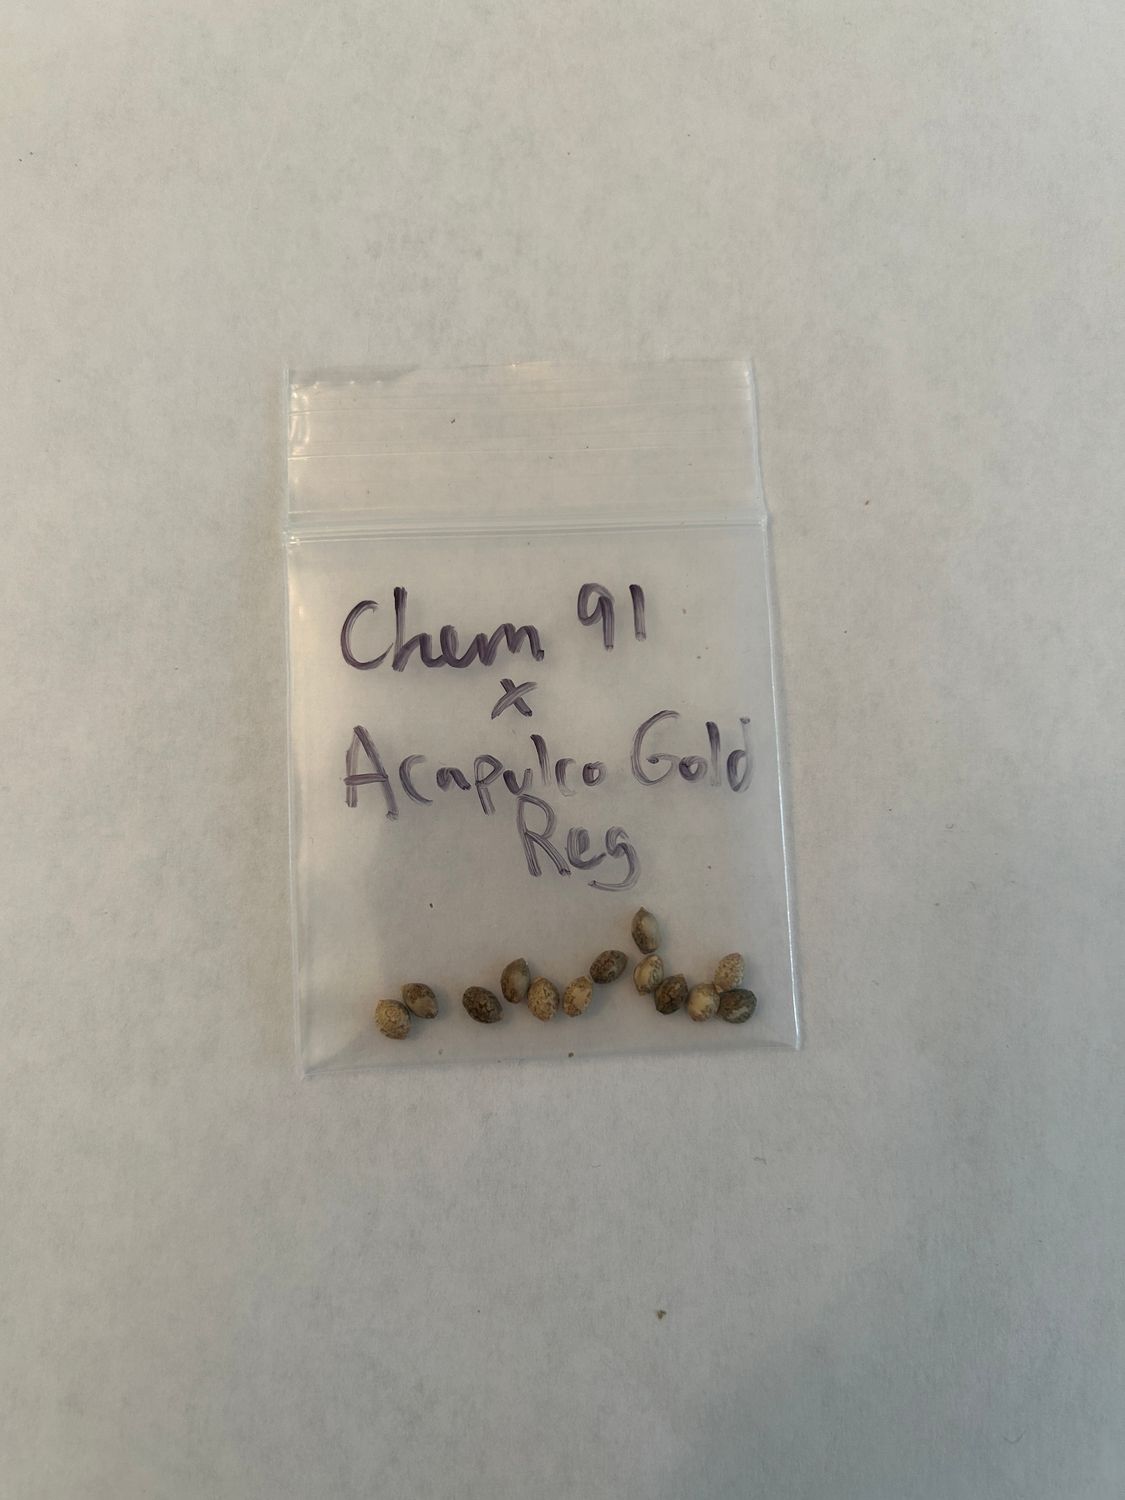 Chem 91
x
Acapulco Gold
Reg